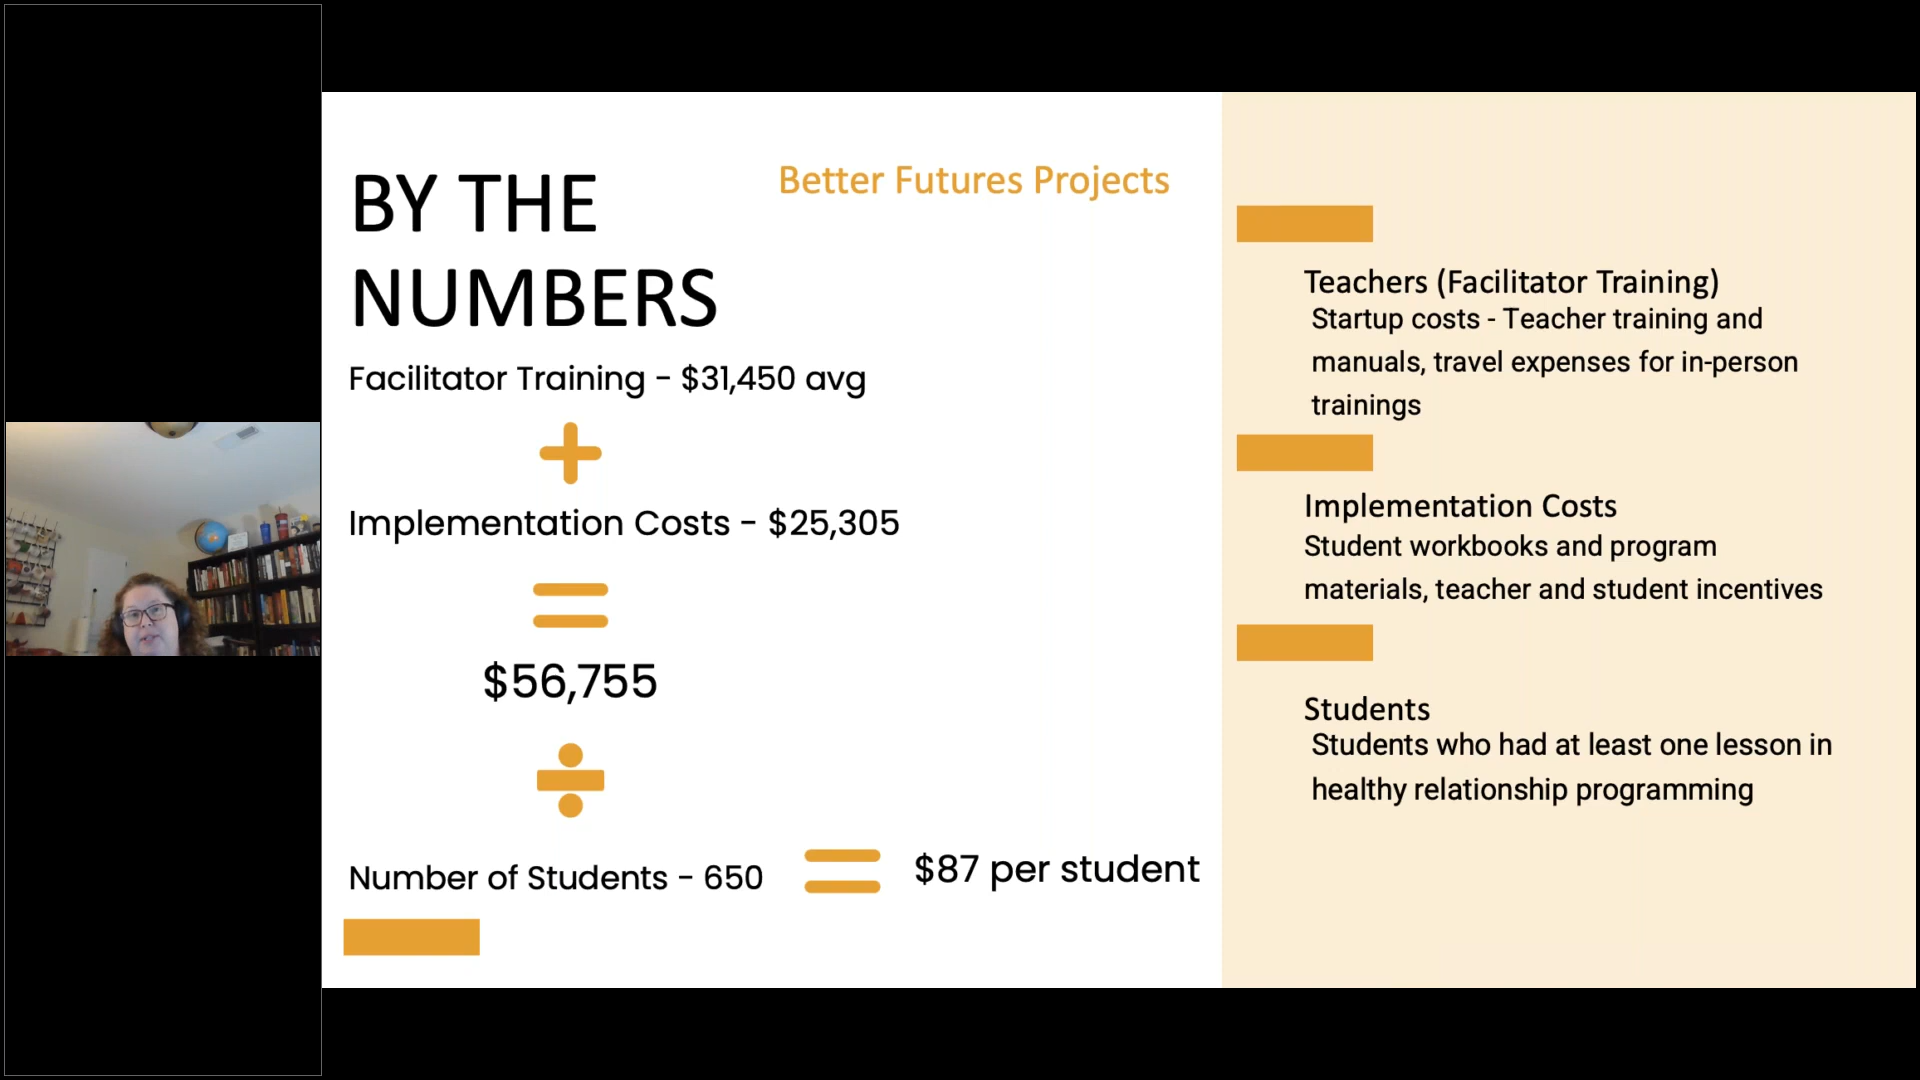 BY THE
NUMBERS
Better Futures Projects
Facilitator Training - $31,450 avg
+
Implementation Costs - $25,305
=
$56,755
÷
Number of Students - 650
=
$87 per student
Teachers (Facilitator Training)
Startup costs - Teacher training and
manuals, travel expenses for in-person
trainings
Implementation Costs
Student workbooks and program
materials, teacher and student incentives
Students
Students who had at least one lesson in
healthy relationship programming